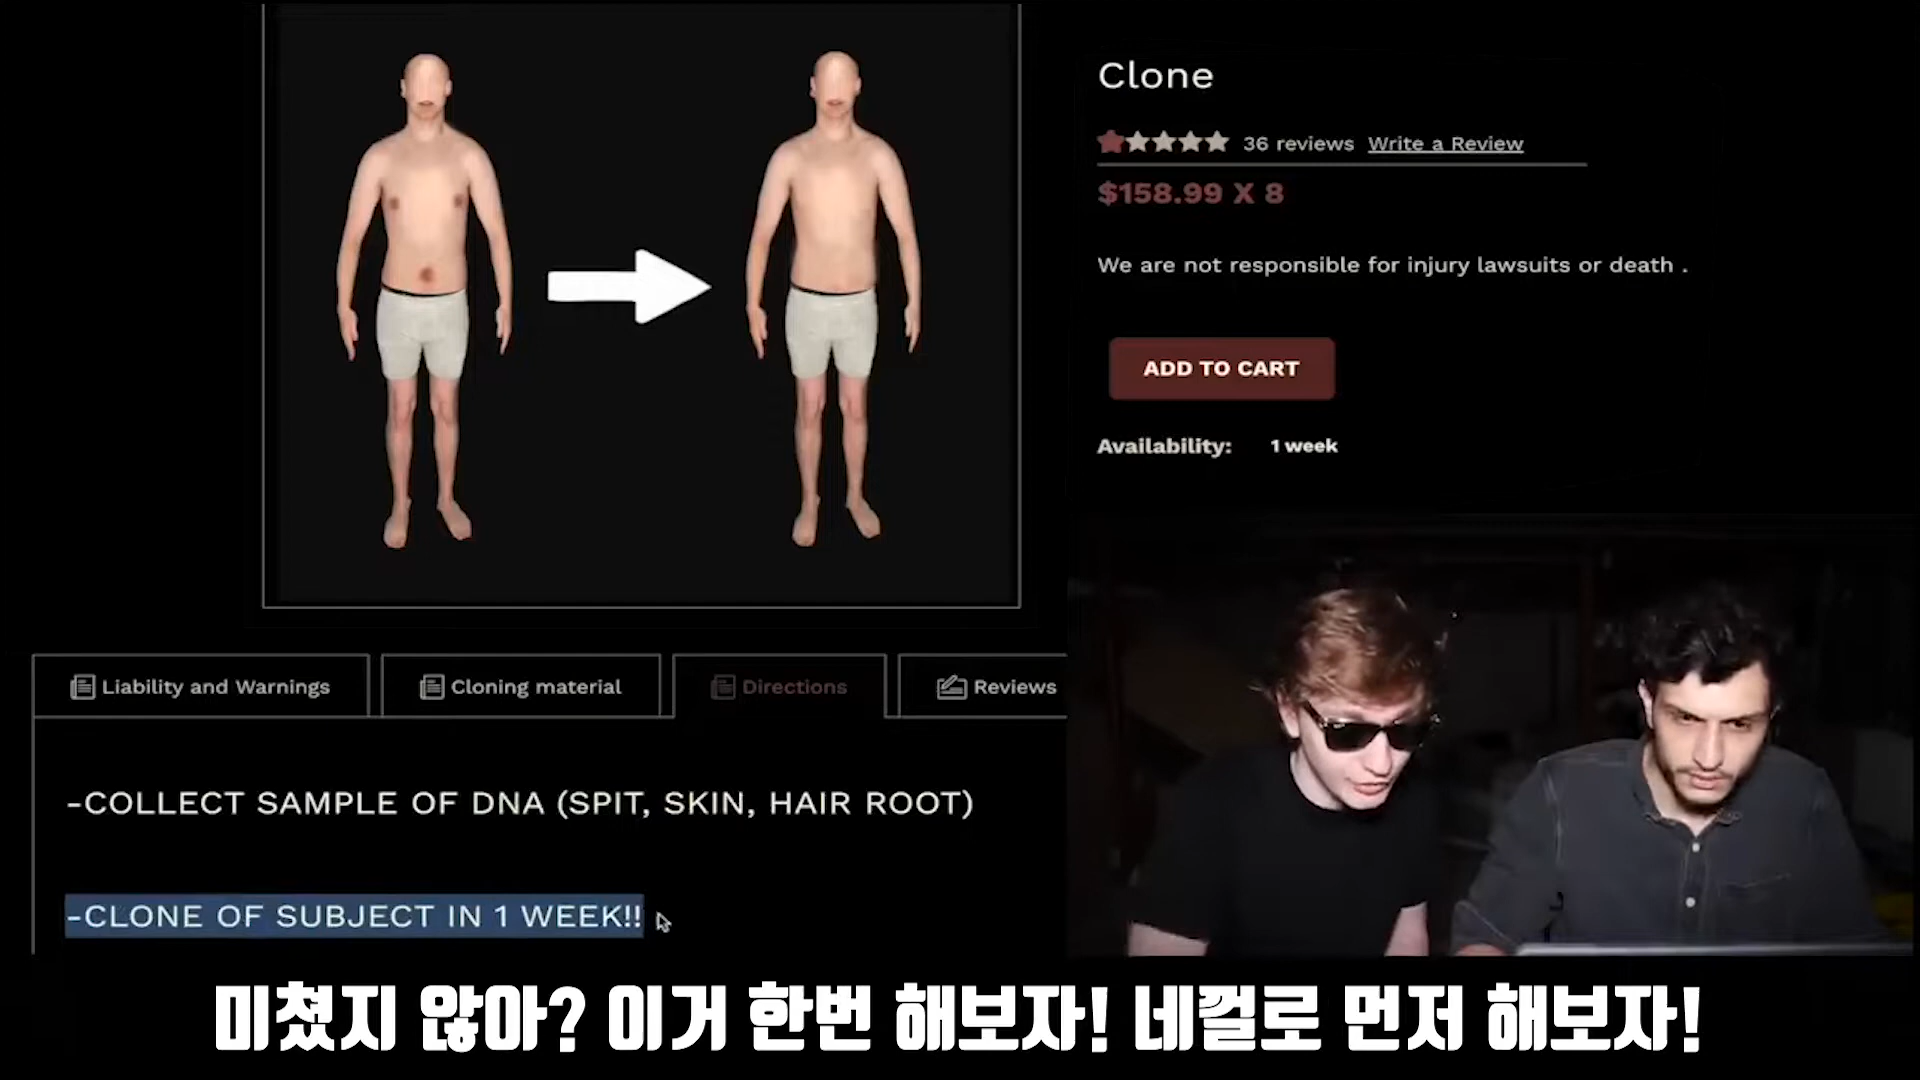 Clone
36 reviews Write a Review
$158.99 X 8
We are not responsible for injury lawsuits or death .
ADD TO CART
Availability: 1 week
Liability and Warnings
Cloning material
Directions
Reviews
-COLLECT SAMPLE OF DNA (SPIT, SKIN, HAIR ROOT)
-CLONE OF SUBJECT IN 1 WEEK!!
미쳤지 않아? 이거 한번 해보자! 네껄로 먼저 해보자!